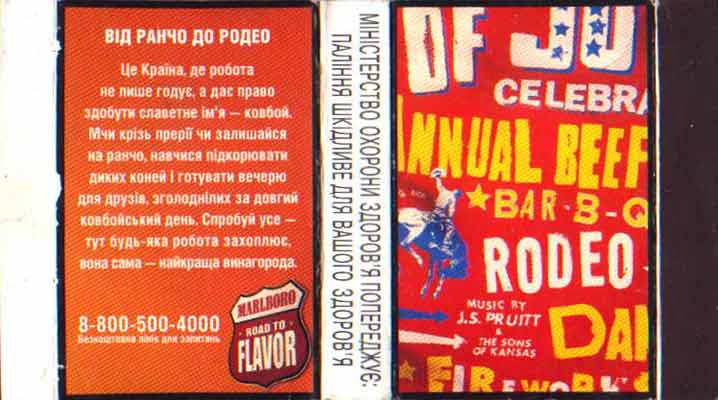 ВІД РАНЧО ДО РОДЕО
Це Країна, де робота
не лише годує, а дає право
здобути славетне ім'я — ковбой.
Мчи крізь прерії чи залишайся
на ранчо, навчися підкорювати
диких коней і готувати вечерю
для друзів, зголоднілих за довгий
ковбойський день. Спробуй усе —
тут будь-яка робота захоплює,
вона сама — найкраща винагорода.
8-800-500-4000
Безкоштовна лінія для запитань
MARLBORO
ROAD TO
FLAVOR
МІНІСТЕРСТВО ОХОРОНИ ЗДОРОВ'Я ПОПЕРЕДЖУЄ:
ПАЛІННЯ ШКІДЛИВЕ ДЛЯ ВАШОГО ЗДОРОВ'Я
OF JU
CELEBRA
NNUAL BEEF
BAR-B-Q
RODEO
MUSIC BY
J.S. PRUITT
& THE SONS
OF KANSAS
DAN
FIREWORKS